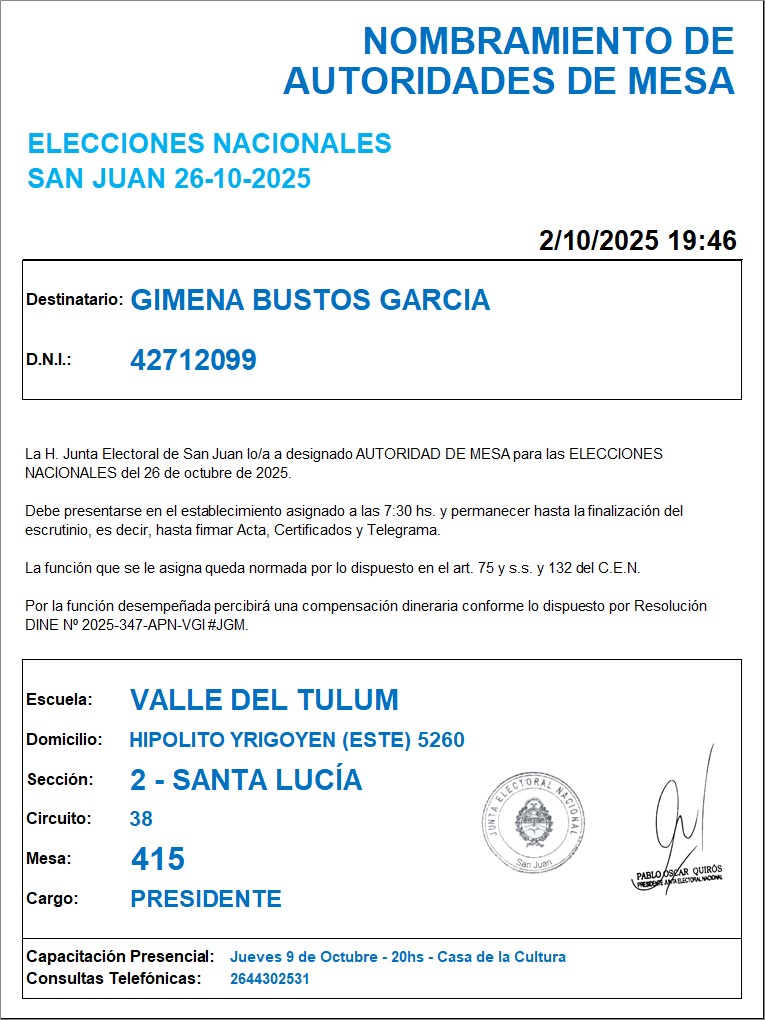 NOMBRAMIENTO DE
AUTORIDADES DE MESA
ELECCIONES NACIONALES
SAN JUAN 26-10-2025
2/10/2025 19:46
Destinatario: GIMENA BUSTOS GARCIA
D.N.I.: 42712099
La H. Junta Electoral de San Juan lo/a a designado AUTORIDAD DE MESA para las ELECCIONES
NACIONALES del 26 de octubre de 2025.
Debe presentarse en el establecimiento asignado a las 7:30 hs. y permanecer hasta la finalización del
escrutinio, es decir, hasta firmar Acta, Certificados y Telegrama.
La función que se le asigna queda normada por lo dispuesto en el art. 75 y s.s. y 132 del C.E.N.
Por la función desempeñada percibirá una compensación dineraria conforme lo dispuesto por Resolución
DINE Nº 2025-347-APN-VGI #JGM.
Escuela: VALLE DEL TULUM
Domicilio: HIPOLITO YRIGOYEN (ESTE) 5260
Sección: 2 - SANTA LUCÍA
Circuito: 38
Mesa: 415
Cargo: PRESIDENTE
JUNTA ELECTORAL NACIONAL
San Juan
PABLO OSCAR QUIRÓS
PRESIDENTE JUNTA ELECTORAL NACIONAL
Capacitación Presencial: Jueves 9 de Octubre - 20hs - Casa de la Cultura
Consultas Telefónicas: 2644302531